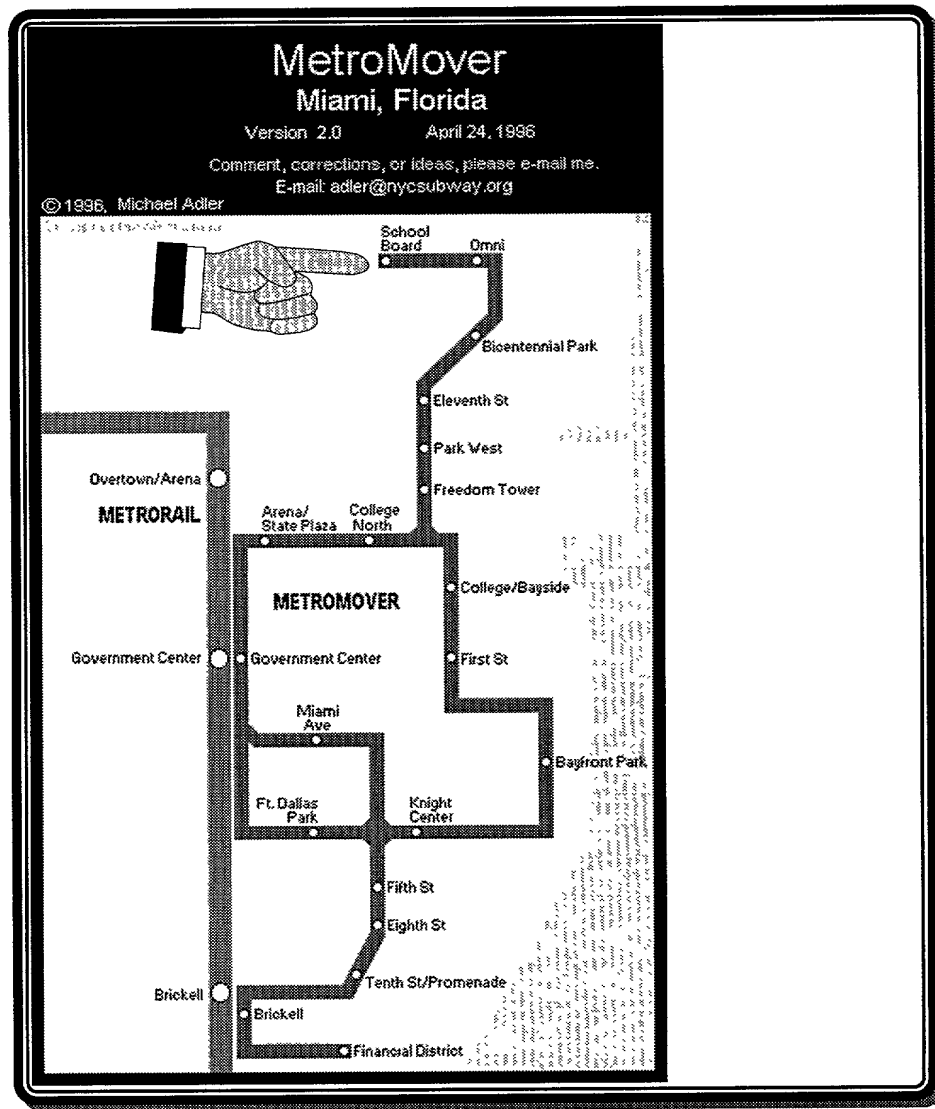 MetroMover
Miami, Florida
Version 2.0 April 24, 1996
Comment, corrections, or ideas, please e-mail me.
E-mail: adler@nycsubway.org
©1996, Michael Adler
School
Board
Omni
Bicentennial Park
Eleventh St
Park West
Freedom Tower
Overtown/Arena
METRORAIL
Arena/
State Plaza
College
North
College/Bayside
METROMOVER
Government Center
Government Center
First St
Miami
Ave
Bayfront Park
Ft. Dallas
Park
Knight
Center
Fifth St
Eighth St
Tenth St/Promenade
Brickell
Brickell
Financial District